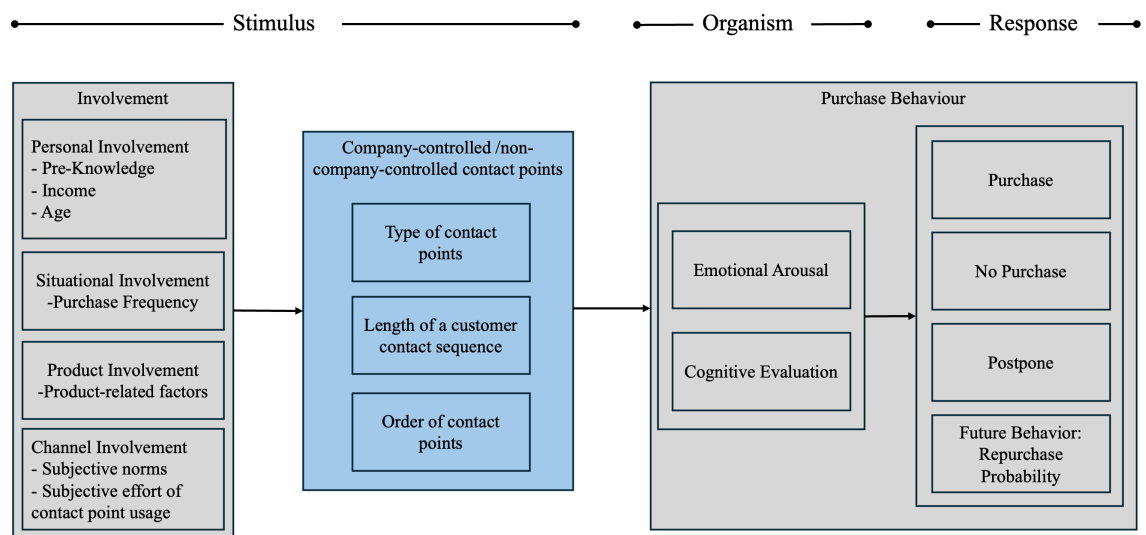 Stimulus
Organism
Response
Involvement
Personal Involvement
- Pre-Knowledge
- Income
- Age
Situational Involvement
-Purchase Frequency
Product Involvement
-Product-related factors
Channel Involvement
- Subjective norms
- Subjective effort of
contact point usage
Company-controlled /non-
company-controlled contact points
Type of contact
points
Length of a customer
contact sequence
Order of contact
points
Purchase Behaviour
Emotional Arousal
Cognitive Evaluation
Purchase
No Purchase
Postpone
Future Behavior:
Repurchase
Probability